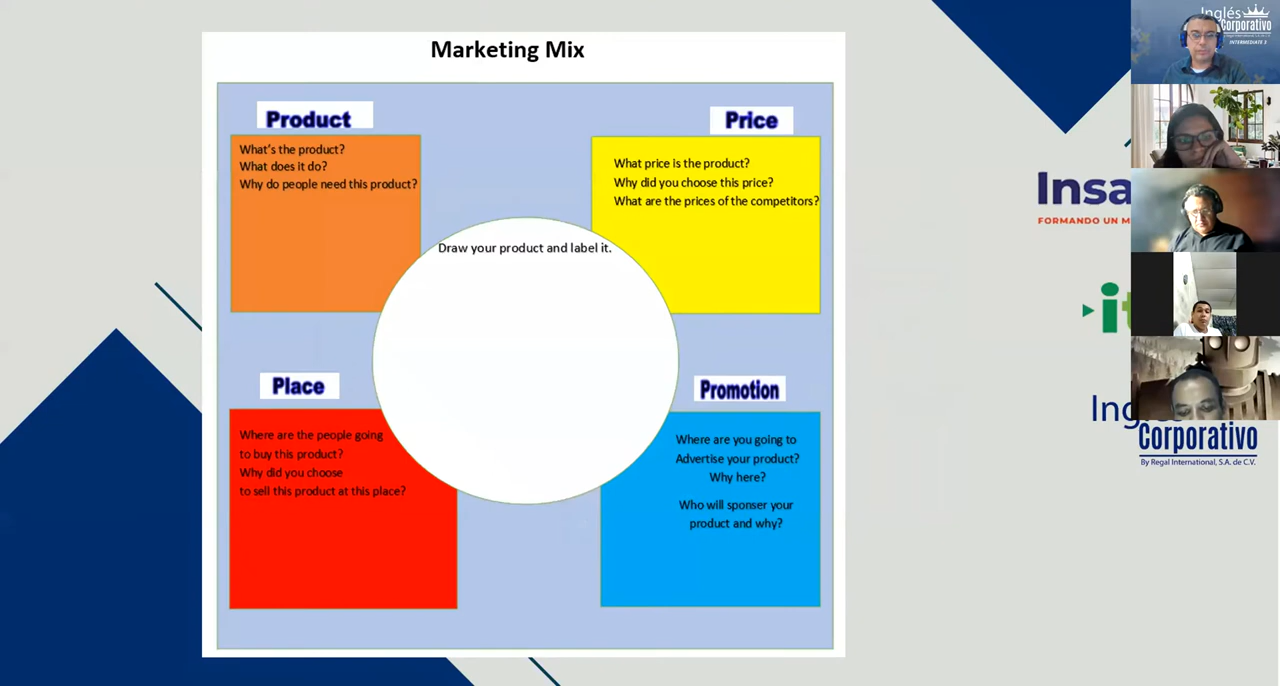 Marketing Mix
Product
What's the product?
What does it do?
Why do people need this product?
Price
What price is the product?
Why did you choose this price?
What are the prices of the competitors?
Draw your product and label it.
Place
Where are the people going
to buy this product?
Why did you choose
to sell this product at this place?
Promotion
Where are you going to
Advertise your product?
Why here?
Who will sponser your
product and why?
Inglés
Corporativo
INTERMEDIATE 3
Insa
FORMANDO UN M
it
Ing
Corporativo
By Regal International, S.A. de C.V.